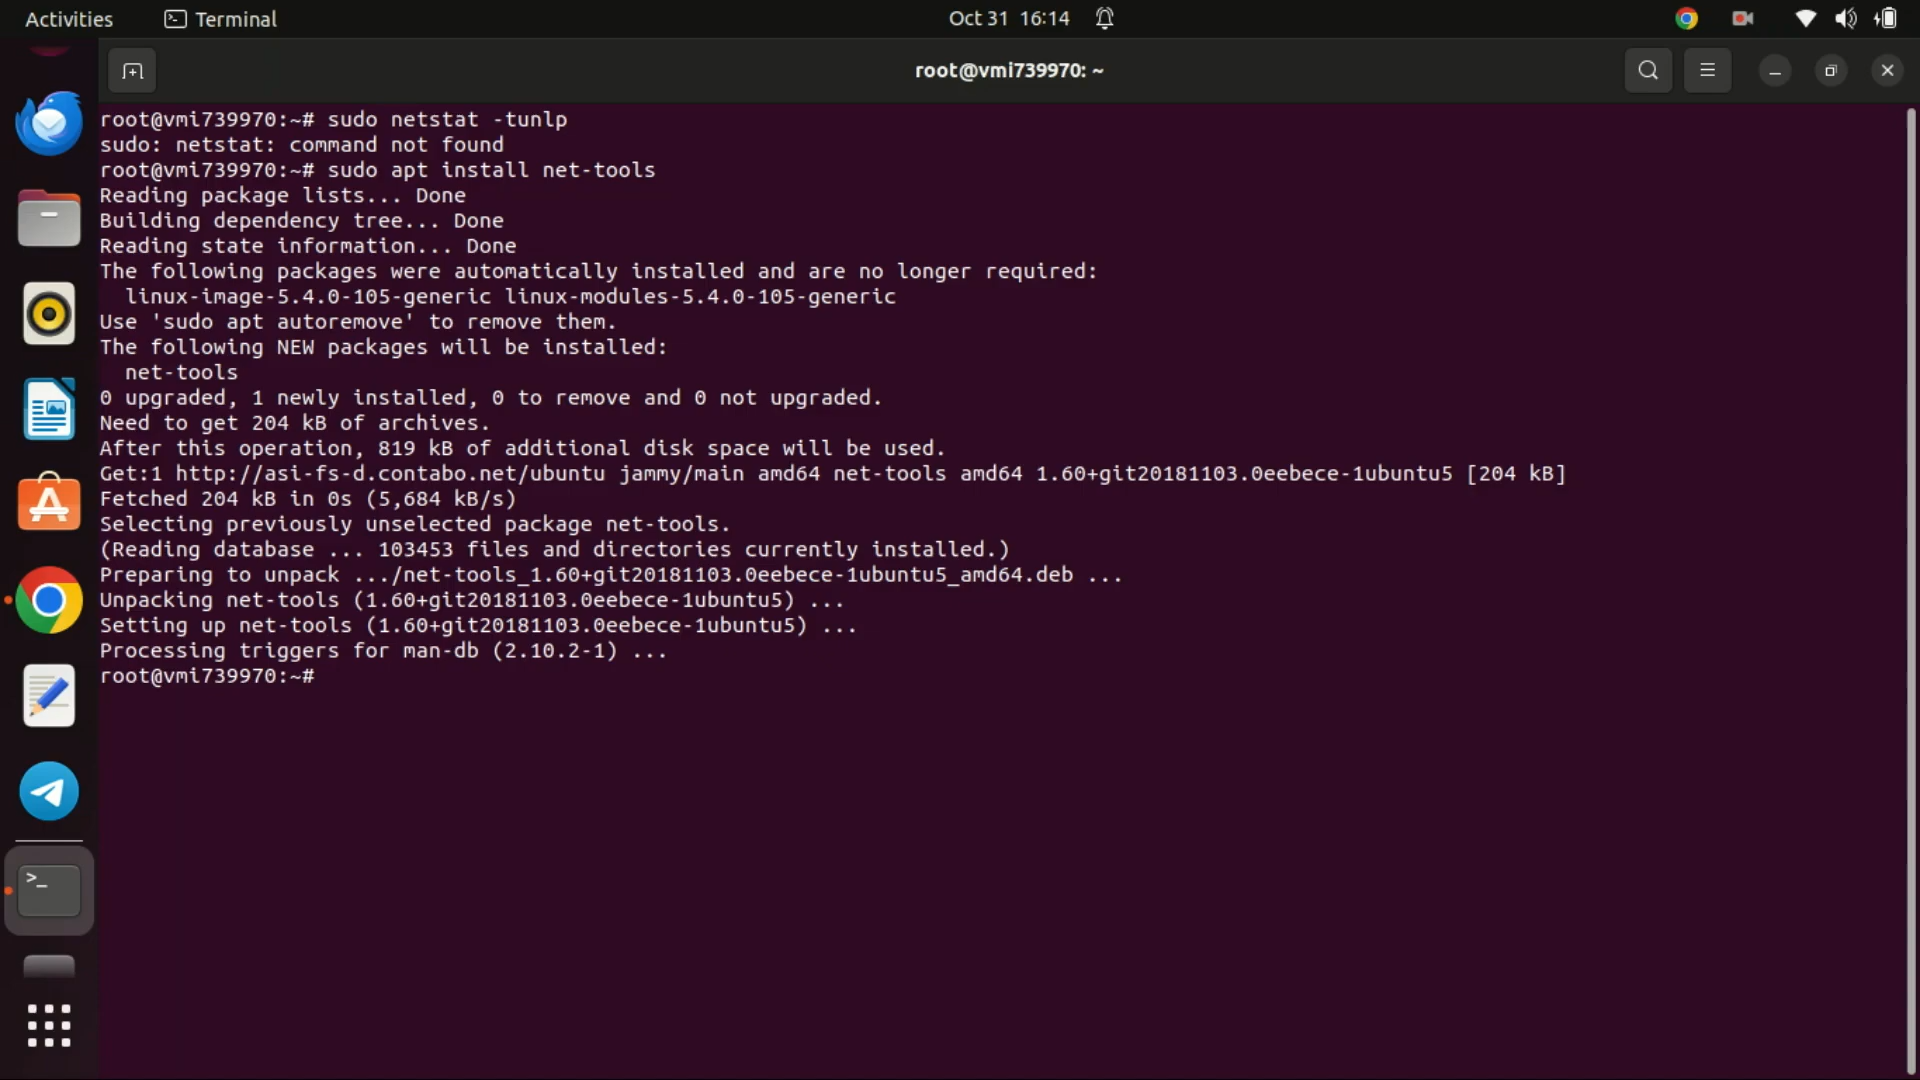 Activities
Terminal
Oct 31 16:14
root@vmi739970: ~
root@vmi739970:~# sudo netstat -tunlp
sudo: netstat: command not found
root@vmi739970:~# sudo apt install net-tools
Reading package lists... Done
Building dependency tree... Done
Reading state information... Done
The following packages were automatically installed and are no longer required:
  linux-image-5.4.0-105-generic linux-modules-5.4.0-105-generic
Use 'sudo apt autoremove' to remove them.
The following NEW packages will be installed:
  net-tools
0 upgraded, 1 newly installed, 0 to remove and 0 not upgraded.
Need to get 204 kB of archives.
After this operation, 819 kB of additional disk space will be used.
Get:1 http://asi-fs-d.contabo.net/ubuntu jammy/main amd64 net-tools amd64 1.60+git20181103.0eebece-1ubuntu5 [204 kB]
Fetched 204 kB in 0s (5,684 kB/s)
Selecting previously unselected package net-tools.
(Reading database ... 103453 files and directories currently installed.)
Preparing to unpack .../net-tools_1.60+git20181103.0eebece-1ubuntu5_amd64.deb ...
Unpacking net-tools (1.60+git20181103.0eebece-1ubuntu5) ...
Setting up net-tools (1.60+git20181103.0eebece-1ubuntu5) ...
Processing triggers for man-db (2.10.2-1) ...
root@vmi739970:~#